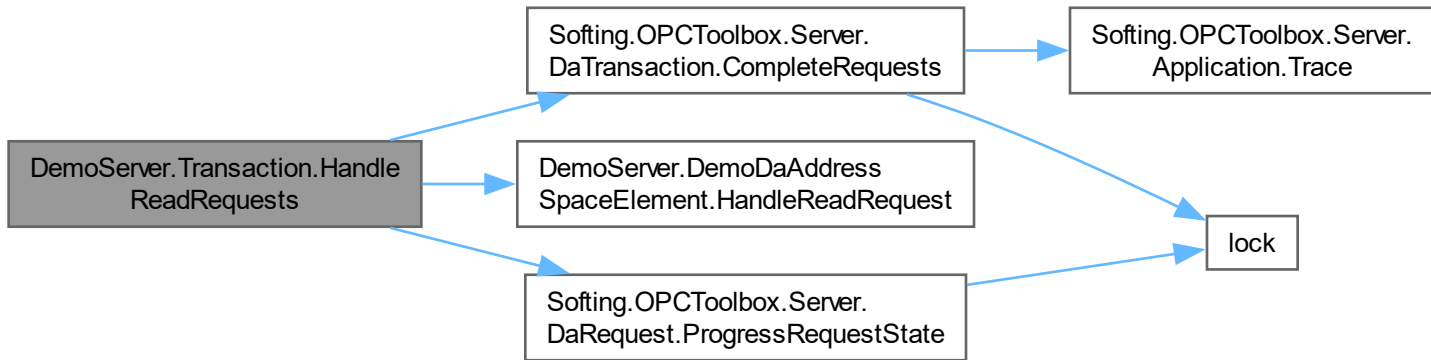 DemoServer.Transaction.Handle
ReadRequests
Softing.OPCToolbox.Server.
DaTransaction.CompleteRequests
Softing.OPCToolbox.Server.
Application.Trace
DemoServer.DemoDaAddress
SpaceElement.HandleReadRequest
lock
Softing.OPCToolbox.Server.
DaRequest.ProgressRequestState